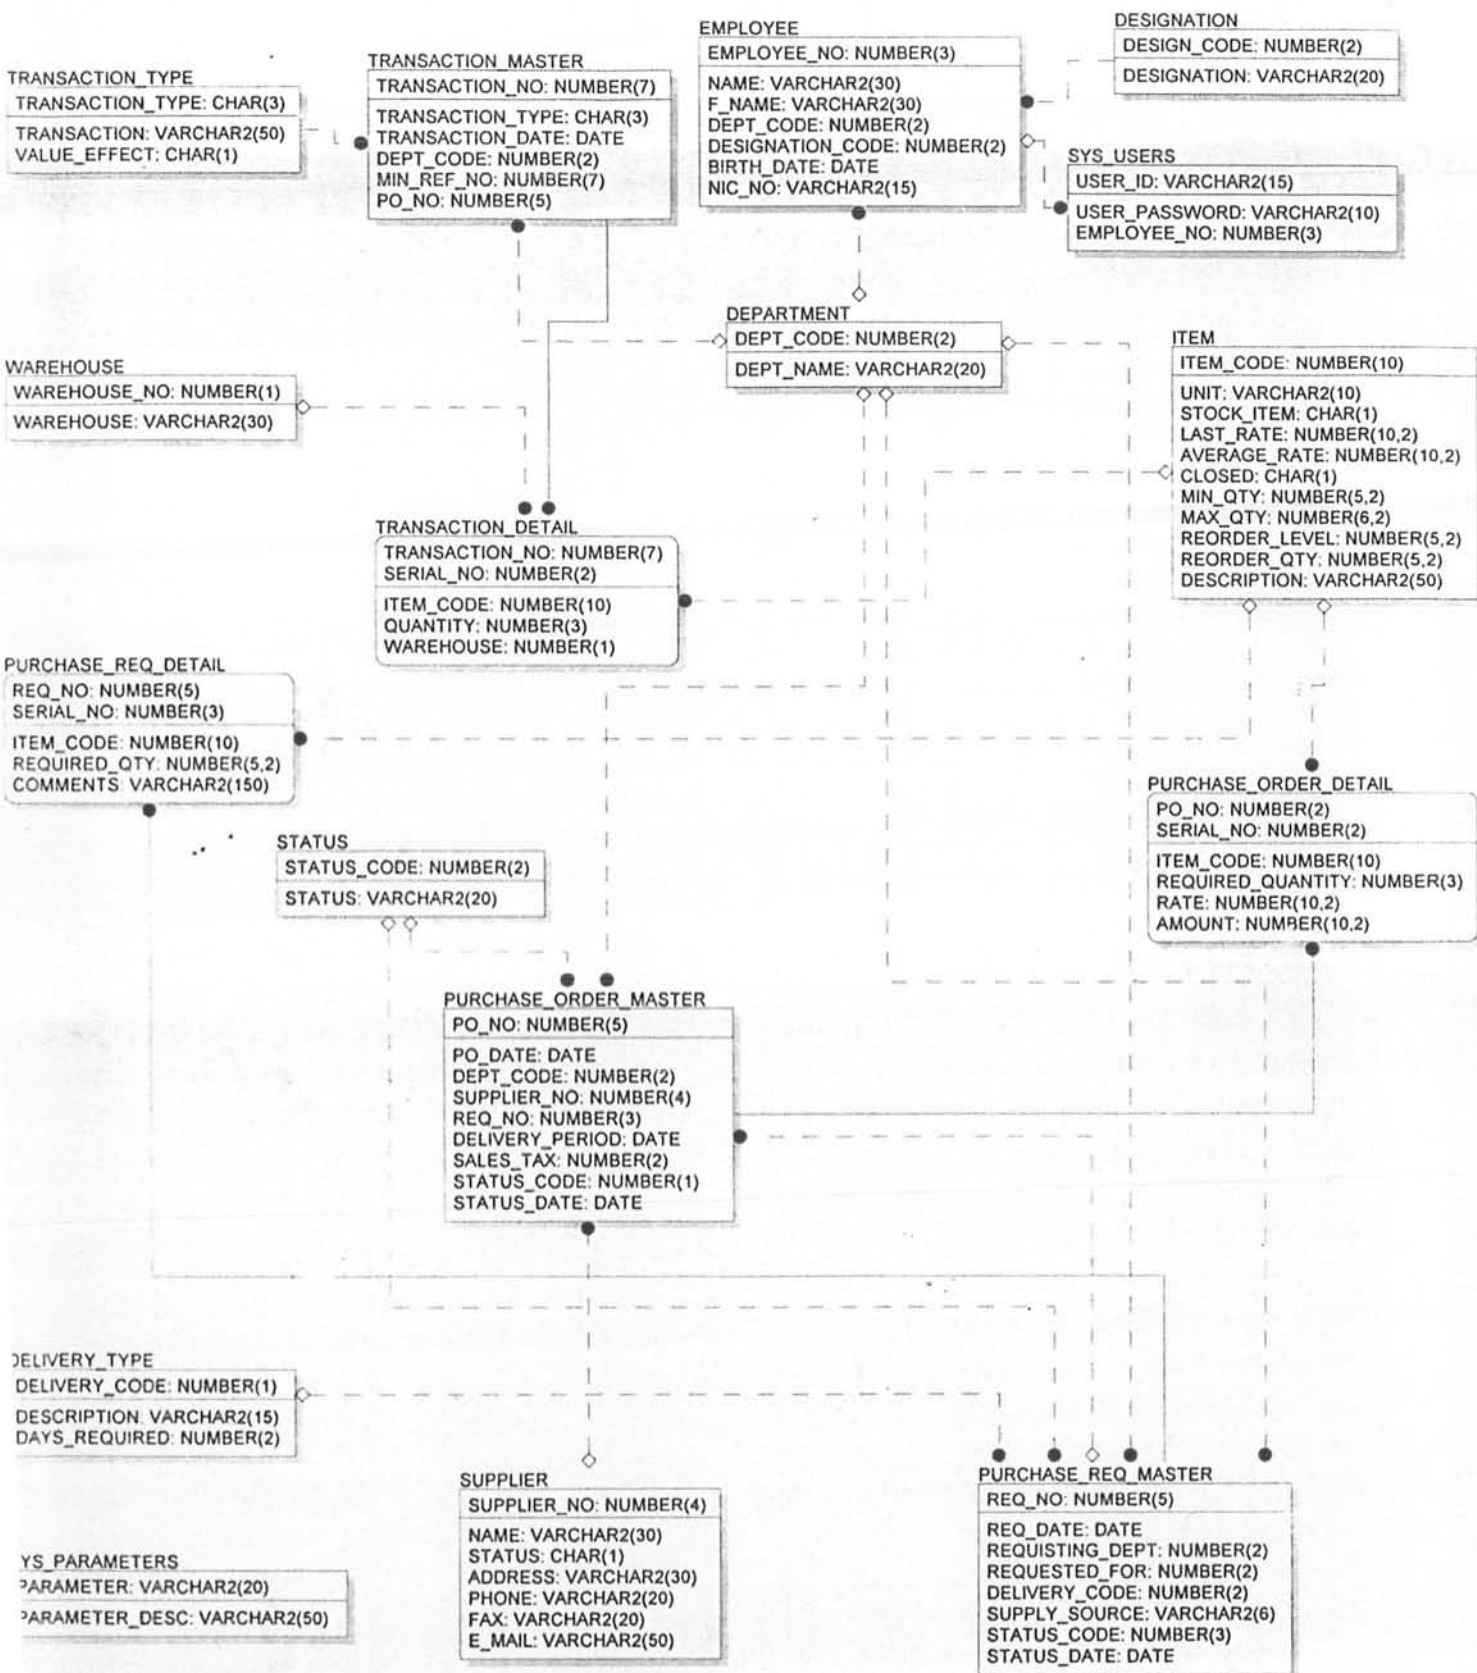 TRANSACTION_TYPE
TRANSACTION_TYPE: CHAR(3)
TRANSACTION: VARCHAR2(50)
VALUE_EFFECT: CHAR(1)
TRANSACTION_MASTER
TRANSACTION_NO: NUMBER(7)
TRANSACTION_TYPE: CHAR(3)
TRANSACTION_DATE: DATE
DEPT_CODE: NUMBER(2)
MIN_REF_NO: NUMBER(7)
PO_NO: NUMBER(5)
EMPLOYEE
EMPLOYEE_NO: NUMBER(3)
NAME: VARCHAR2(30)
F_NAME: VARCHAR2(30)
DEPT_CODE: NUMBER(2)
DESIGNATION_CODE: NUMBER(2)
BIRTH_DATE: DATE
NIC_NO: VARCHAR2(15)
DESIGNATION
DESIGN_CODE: NUMBER(2)
DESIGNATION: VARCHAR2(20)
SYS_USERS
USER_ID: VARCHAR2(15)
USER_PASSWORD: VARCHAR2(10)
EMPLOYEE_NO: NUMBER(3)
DEPARTMENT
DEPT_CODE: NUMBER(2)
DEPT_NAME: VARCHAR2(20)
ITEM
ITEM_CODE: NUMBER(10)
UNIT: VARCHAR2(10)
STOCK_ITEM: CHAR(1)
LAST_RATE: NUMBER(10,2)
AVERAGE_RATE: NUMBER(10,2)
CLOSED: CHAR(1)
MIN_QTY: NUMBER(5,2)
MAX_QTY: NUMBER(6,2)
REORDER_LEVEL: NUMBER(5,2)
REORDER_QTY: NUMBER(5,2)
DESCRIPTION: VARCHAR2(50)
WAREHOUSE
WAREHOUSE_NO: NUMBER(1)
WAREHOUSE: VARCHAR2(30)
TRANSACTION_DETAIL
TRANSACTION_NO: NUMBER(7)
SERIAL_NO: NUMBER(2)
ITEM_CODE: NUMBER(10)
QUANTITY: NUMBER(3)
WAREHOUSE: NUMBER(1)
PURCHASE_REQ_DETAIL
REQ_NO: NUMBER(5)
SERIAL_NO: NUMBER(3)
ITEM_CODE: NUMBER(10)
REQUIRED_QTY: NUMBER(5,2)
COMMENTS: VARCHAR2(150)
PURCHASE_ORDER_DETAIL
PO_NO: NUMBER(2)
SERIAL_NO: NUMBER(2)
ITEM_CODE: NUMBER(10)
REQUIRED_QUANTITY: NUMBER(3)
RATE: NUMBER(10,2)
AMOUNT: NUMBER(10,2)
STATUS
STATUS_CODE: NUMBER(2)
STATUS: VARCHAR2(20)
PURCHASE_ORDER_MASTER
PO_NO: NUMBER(5)
PO_DATE: DATE
DEPT_CODE: NUMBER(2)
SUPPLIER_NO: NUMBER(4)
REQ_NO: NUMBER(3)
DELIVERY_PERIOD: DATE
SALES_TAX: NUMBER(2)
STATUS_CODE: NUMBER(1)
STATUS_DATE: DATE
DELIVERY_TYPE
DELIVERY_CODE: NUMBER(1)
DESCRIPTION: VARCHAR2(15)
DAYS_REQUIRED: NUMBER(2)
SUPPLIER
SUPPLIER_NO: NUMBER(4)
NAME: VARCHAR2(30)
STATUS: CHAR(1)
ADDRESS: VARCHAR2(30)
PHONE: VARCHAR2(20)
FAX: VARCHAR2(20)
E_MAIL: VARCHAR2(50)
PURCHASE_REQ_MASTER
REQ_NO: NUMBER(5)
REQ_DATE: DATE
REQUISTING_DEPT: NUMBER(2)
REQUESTED_FOR: NUMBER(2)
DELIVERY_CODE: NUMBER(2)
SUPPLY_SOURCE: VARCHAR2(6)
STATUS_CODE: NUMBER(3)
STATUS_DATE: DATE
YS_PARAMETERS
PARAMETER: VARCHAR2(20)
PARAMETER_DESC: VARCHAR2(50)